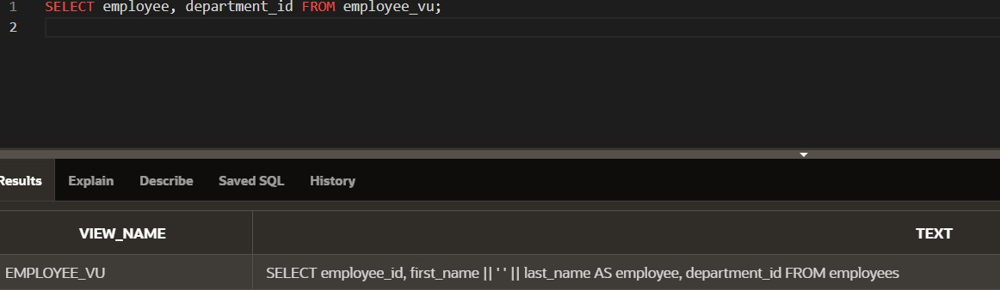 1 SELECT employee, department_id FROM employee_vu;
2
Results Explain Describe Saved SQL History
VIEW_NAME TEXT
EMPLOYEE_VU SELECT employee_id, first_name || ' ' || last_name AS employee, department_id FROM employees